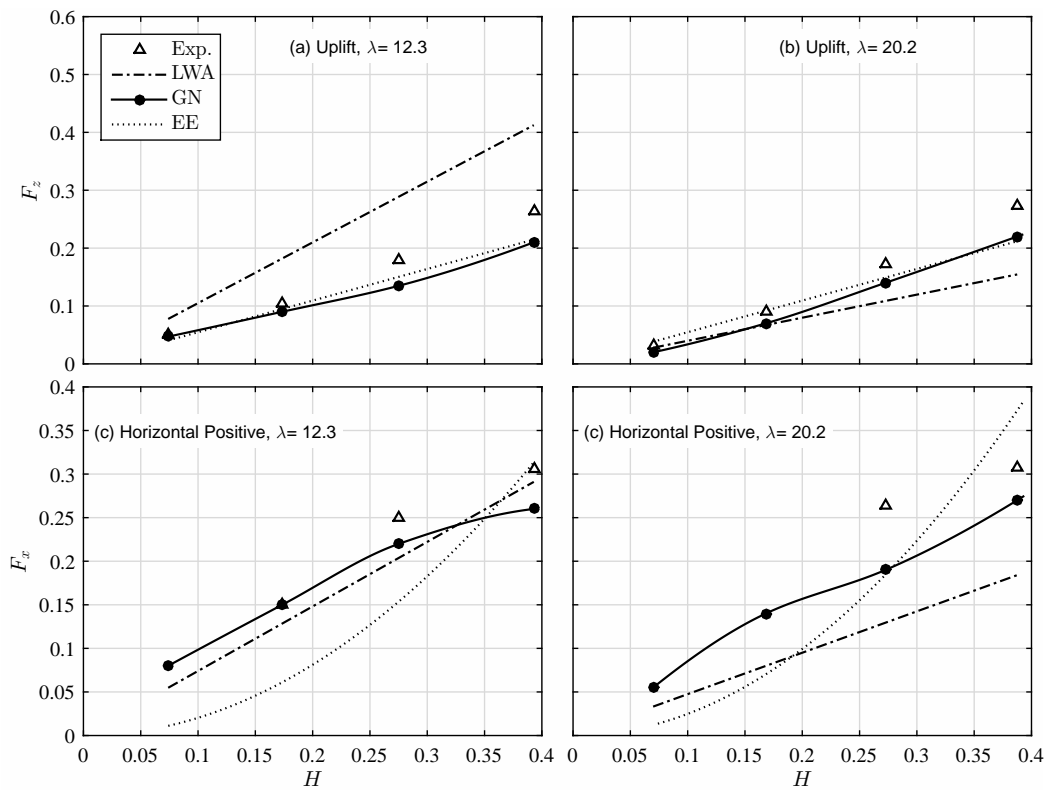 0.6
0.5
0.4
0.3
0.2
0.1
0
F_z
(a) Uplift, λ= 12.3
Exp.
LWA
GN
EE
(b) Uplift, λ= 20.2
0.4
0.35
0.3
0.25
0.2
0.15
0.1
0.05
0
F_x
(c) Horizontal Positive, λ= 12.3
(c) Horizontal Positive, λ= 20.2
0 0.05 0.1 0.15 0.2 0.25 0.3 0.35 0.4
H
0.05 0.1 0.15 0.2 0.25 0.3 0.35 0.4
H